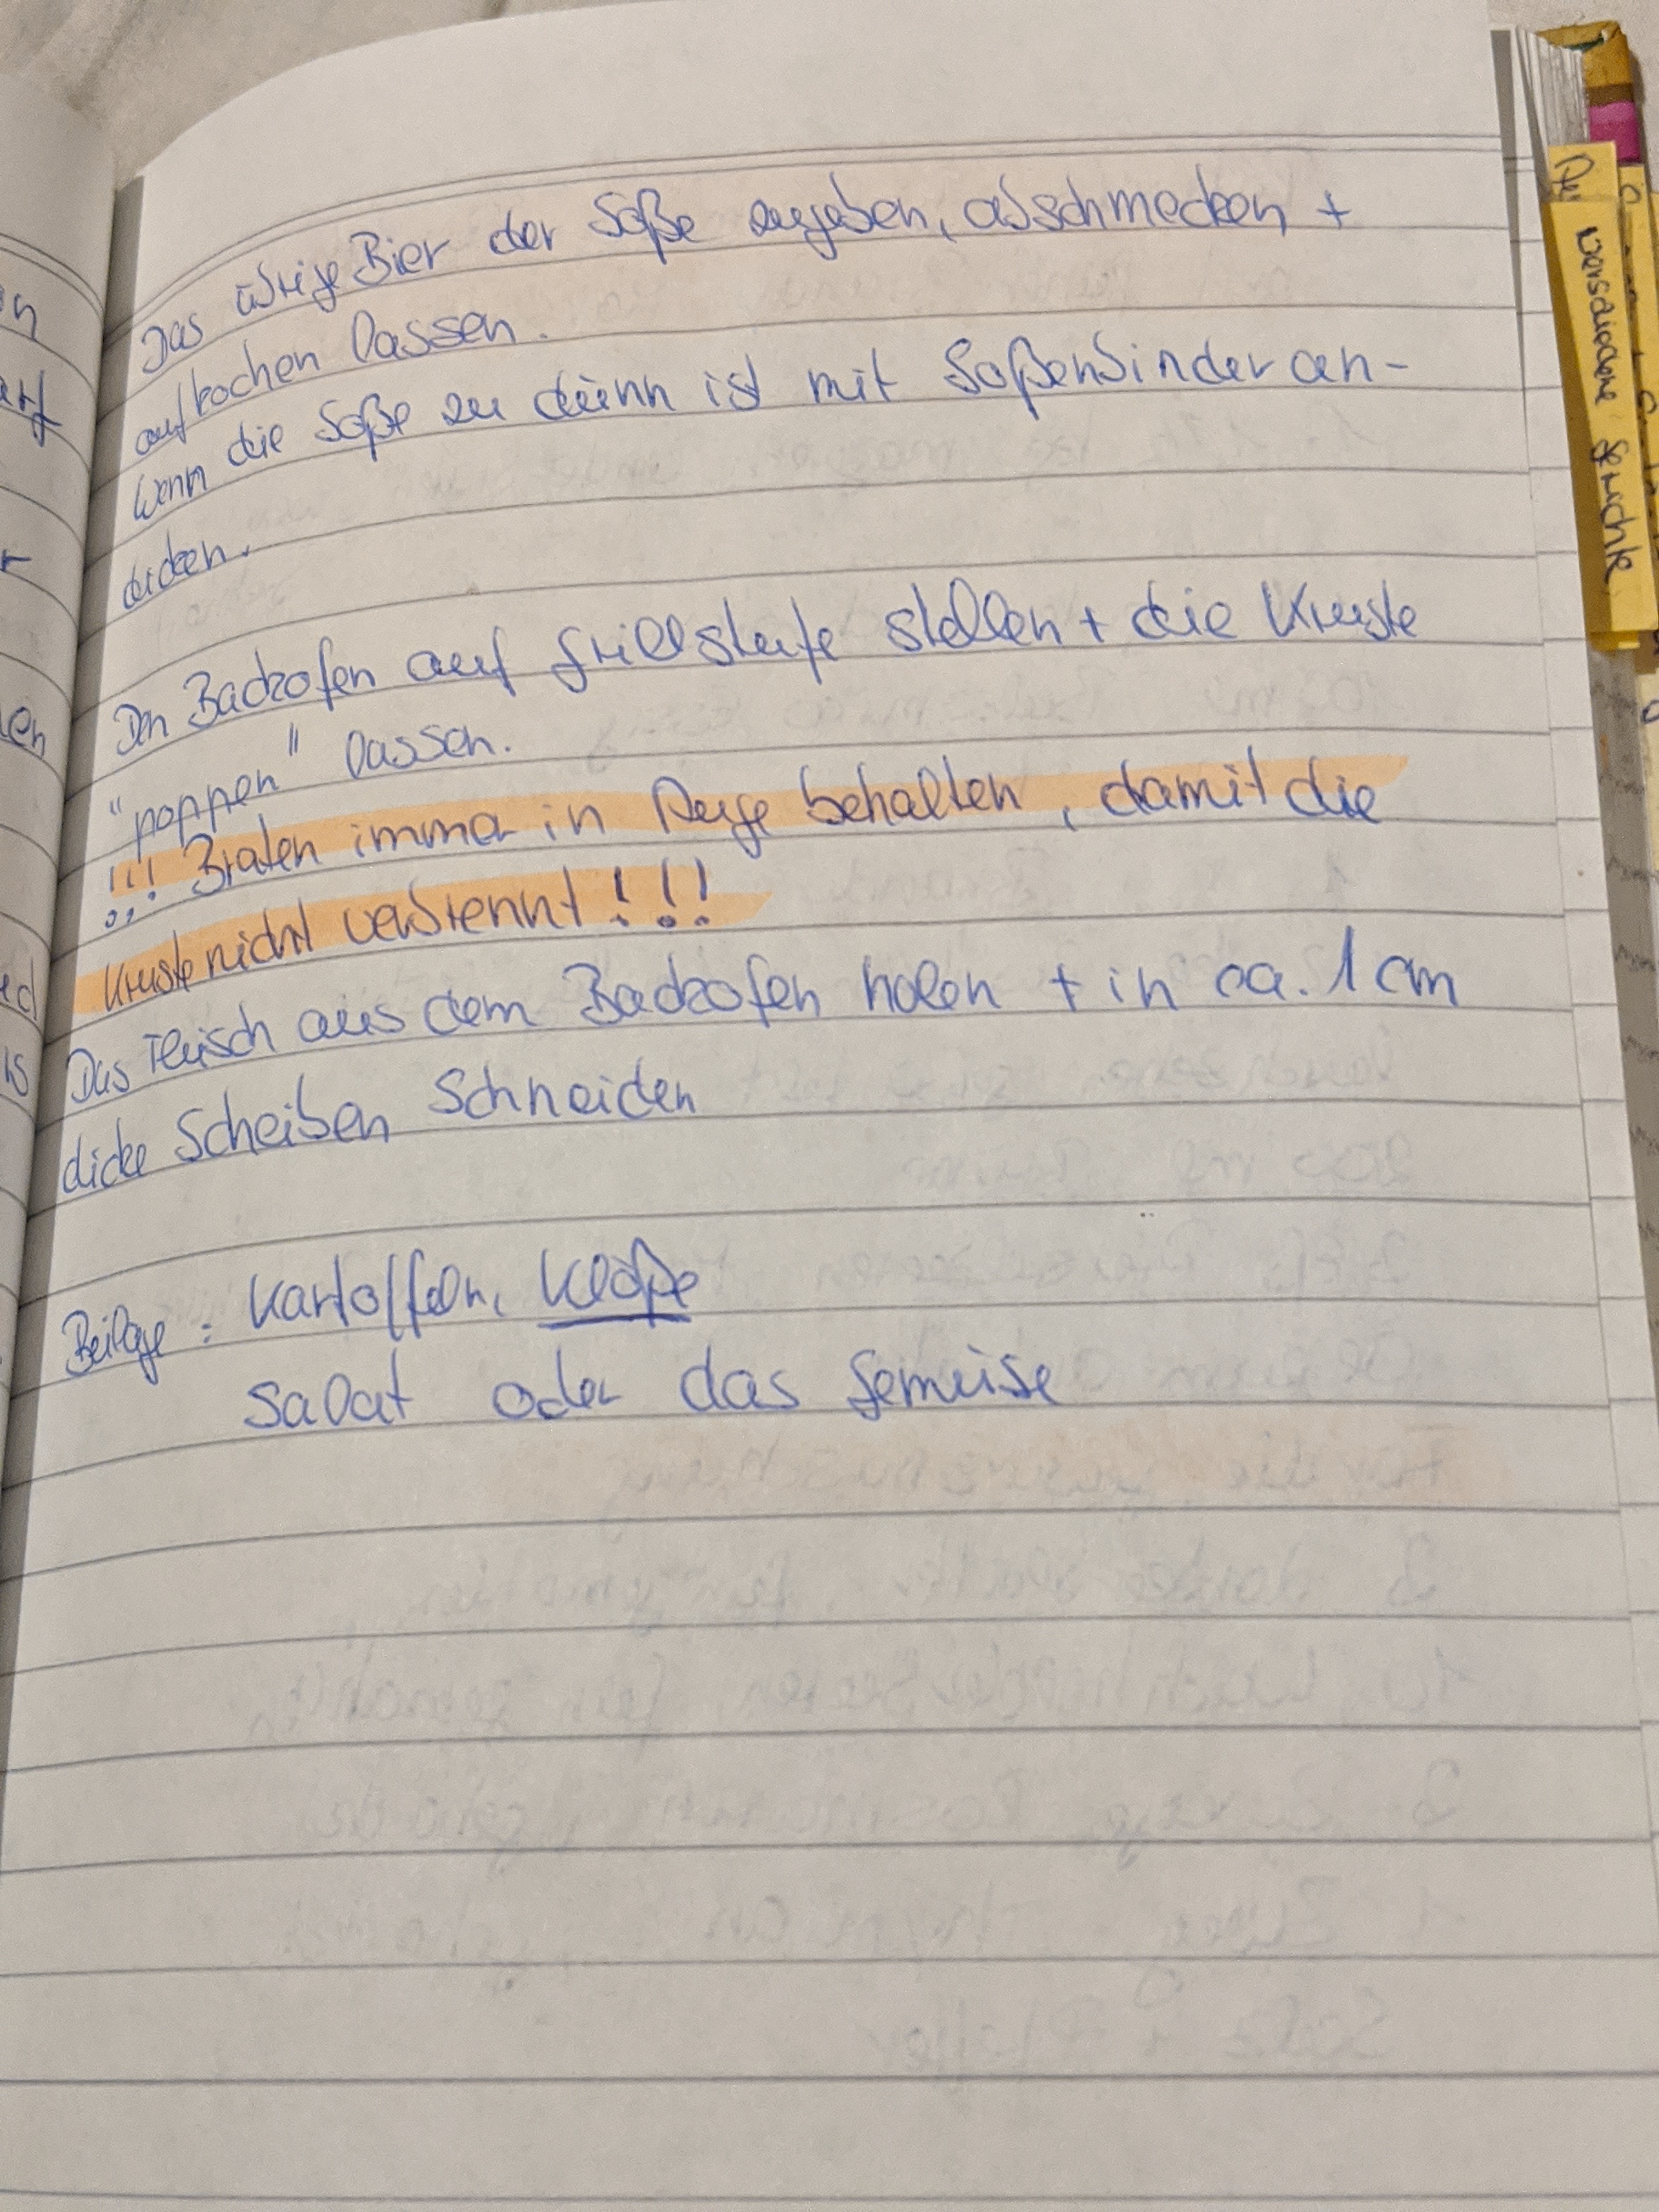 Das übrige Bier der Soße zugeben, abschmecken +
aufkochen lassen.
Wenn die Soße zu dünn ist mit Soßenbinder an-
dicken.
Den Backofen auf Grillstufe stellen + die Kruste
"poppen" lassen.
!!! Braten immer in Auge behalten, damit die
Kruste nicht verbrennt!!!
Das Fleisch aus dem Backofen holen + in ca. 1 cm
dicke Scheiben Schneiden
Beilage: Kartoffeln, Klöße
Salat oder das Gemüse
verschiedene Gerichte